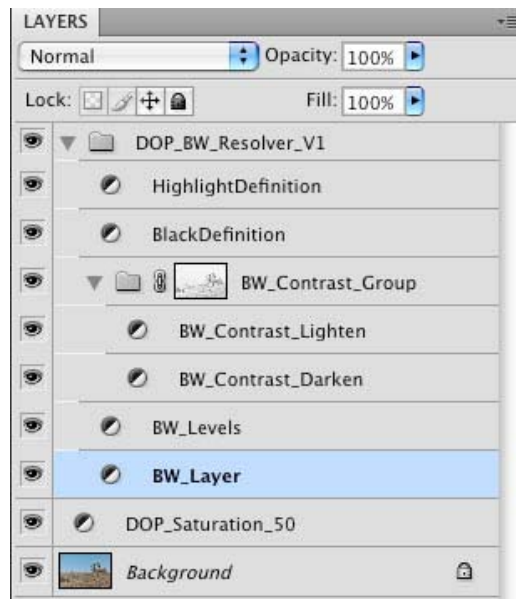 LAYERS
Normal Opacity: 100%
Lock: Fill: 100%
DOP_BW_Resolver_V1
HighlightDefinition
BlackDefinition
BW_Contrast_Group
BW_Contrast_Lighten
BW_Contrast_Darken
BW_Levels
BW_Layer
DOP_Saturation_50
Background